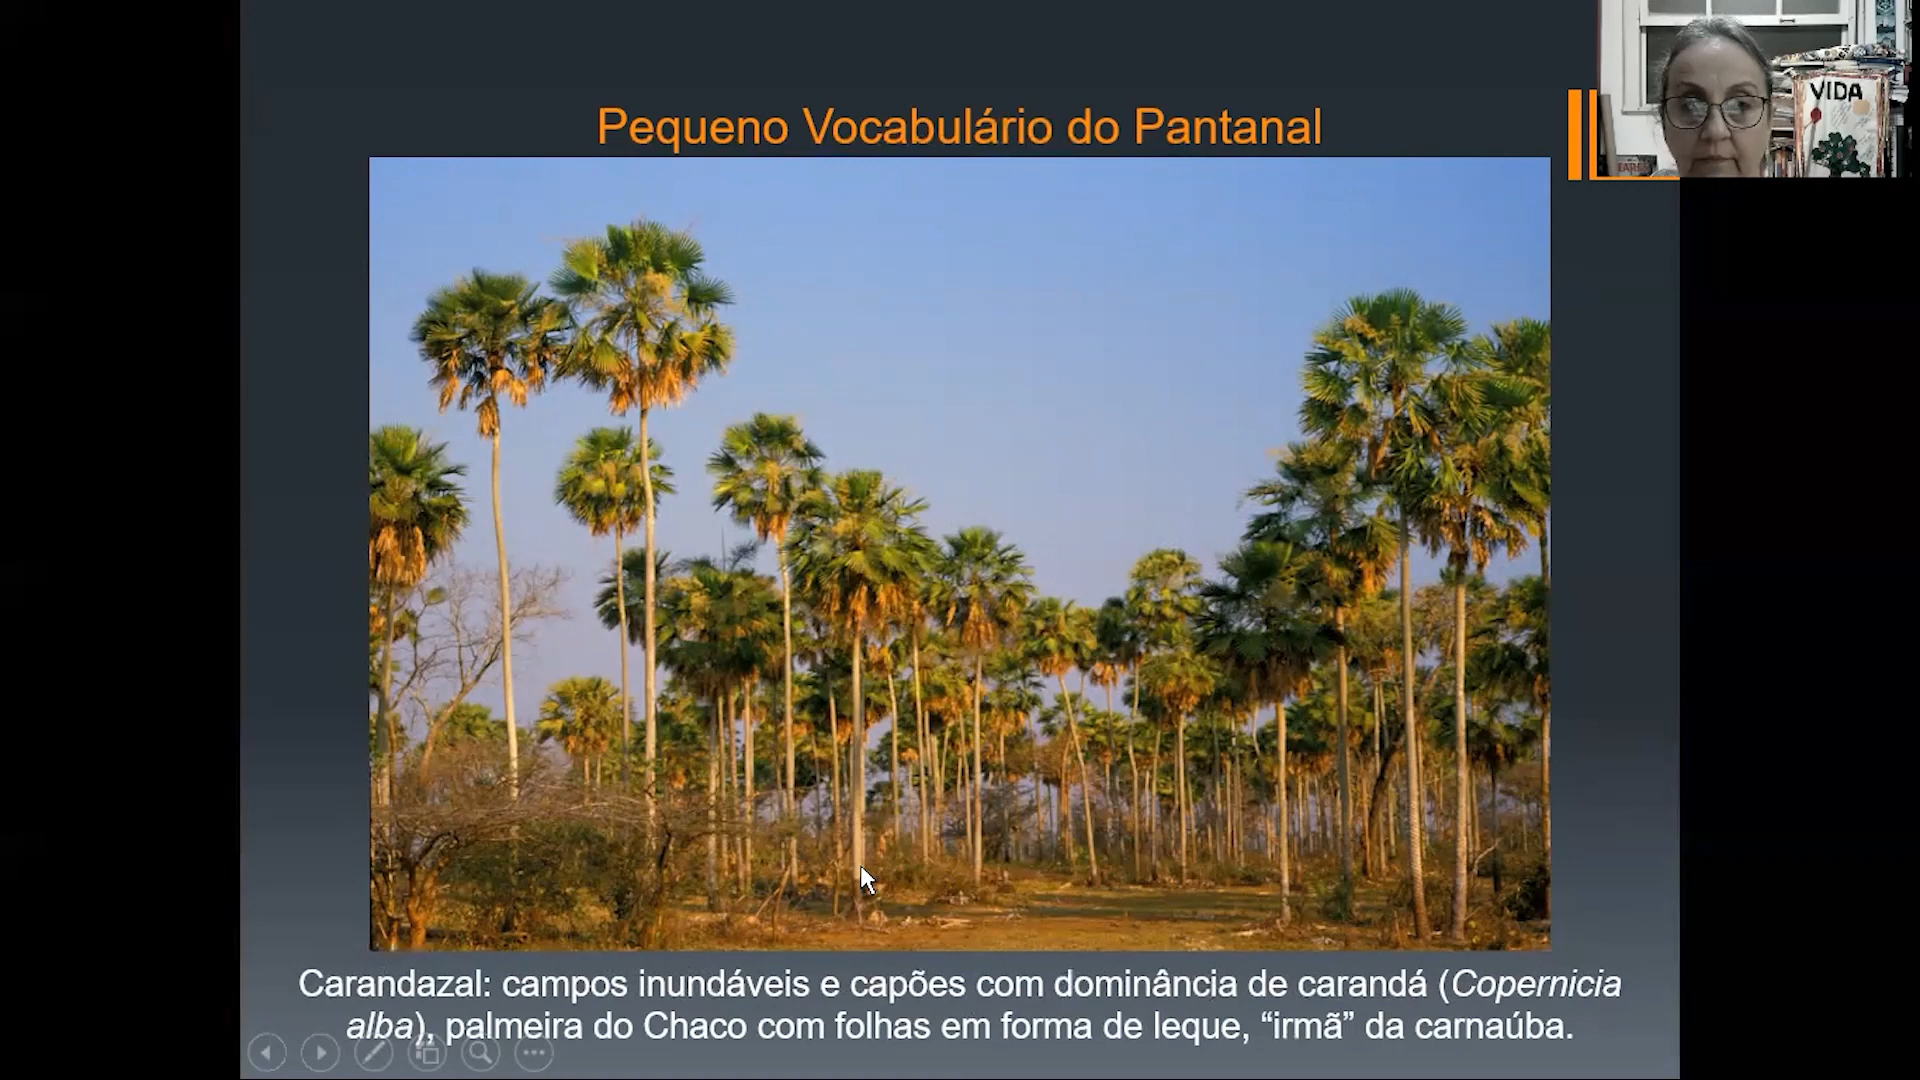 Pequeno Vocabulário do Pantanal
VIDA
Carandazal: campos inundáveis e capões com dominância de carandá (Copernicia
alba), palmeira do Chaco com folhas em forma de leque, “irmã” da carnaúba.